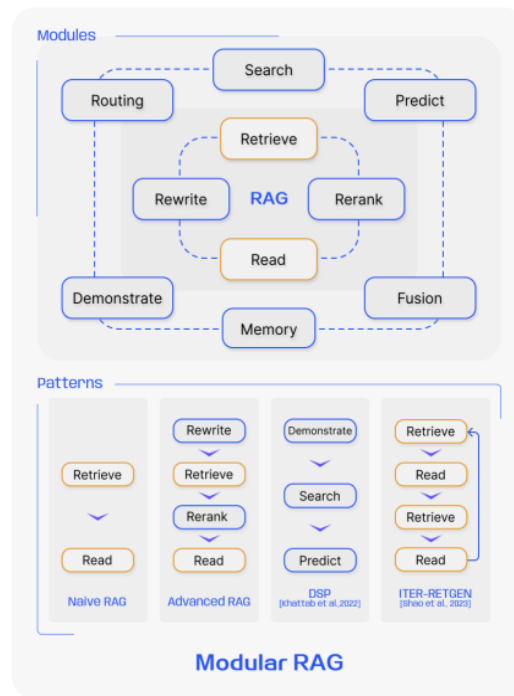 Modules
Search
Routing
Predict
Retrieve
Rewrite
RAG
Rerank
Read
Demonstrate
Fusion
Memory
Patterns
Retrieve
Read
Naive RAG
Rewrite
Retrieve
Rerank
Read
Advanced RAG
Demonstrate
Search
Predict
DSP
[Khattab et al.,2022]
Retrieve
Read
Retrieve
Read
ITER-RETGEN
[Shao et al., 2023]
Modular RAG